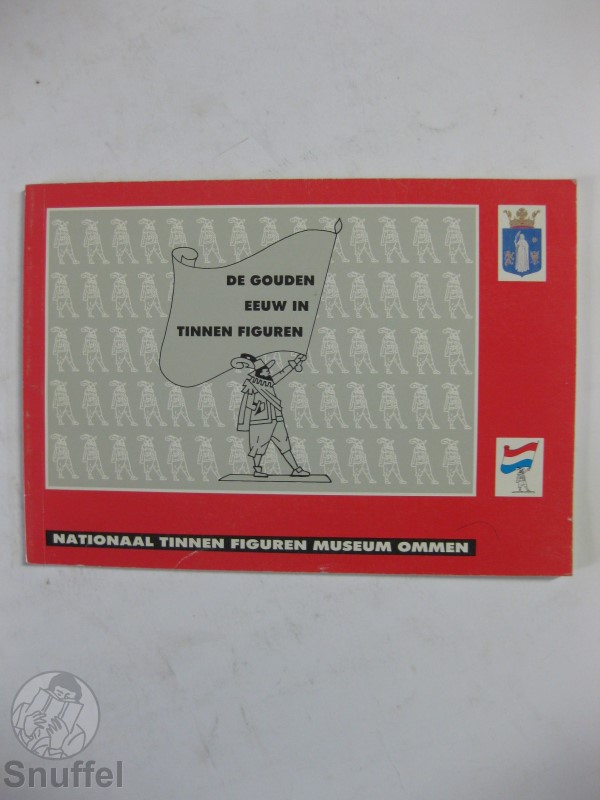 DE GOUDEN
EEUW IN
TINNEN FIGUREN
NATIONAAL TINNEN FIGUREN MUSEUM OMMEN
Snuffel